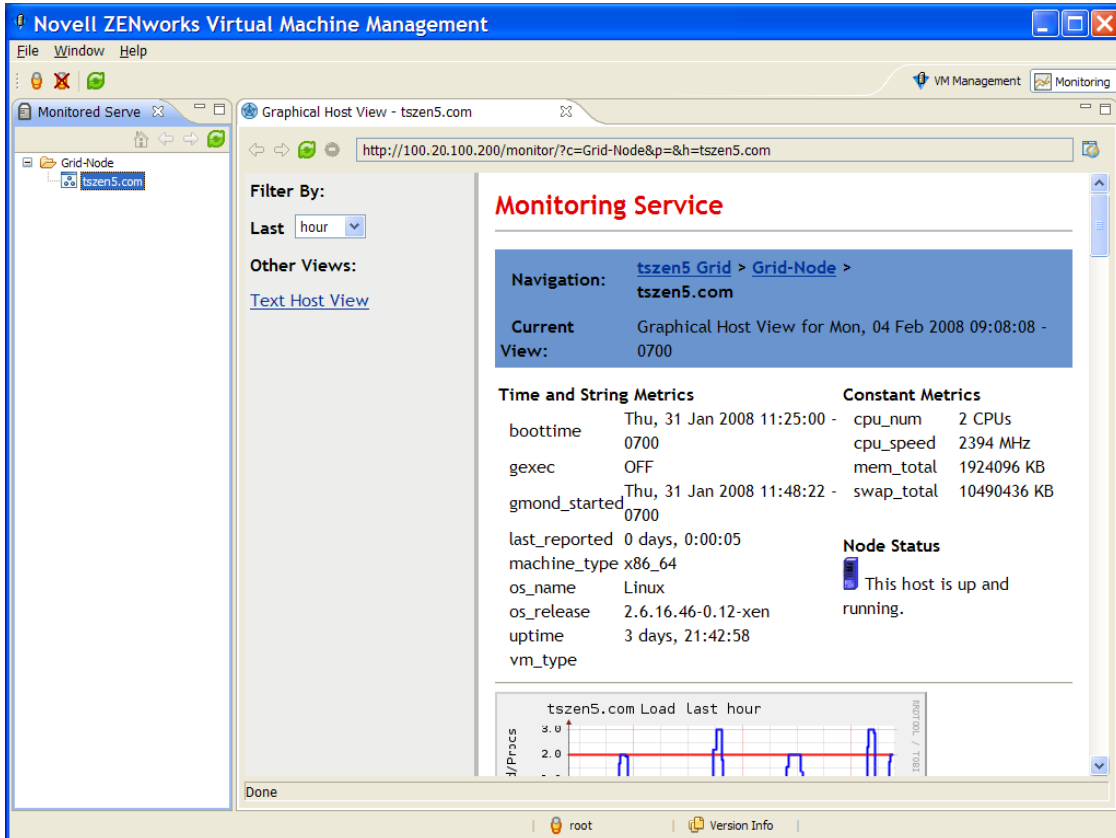 Novell ZENworks Virtual Machine Management
File Window Help
VM Management Monitoring
Monitored Serve
Graphical Host View - tszen5.com
http://100.20.100.200/monitor/?c=Grid-Node&p=&h=tszen5.com
Grid-Node
tszen5.com
Filter By:
Last hour
Other Views:
Text Host View
Monitoring Service
Navigation: tszen5 Grid > Grid-Node >
tszen5.com
Current Graphical Host View for Mon, 04 Feb 2008 09:08:08 -
View: 0700
Time and String Metrics
boottime Thu, 31 Jan 2008 11:25:00 -
0700
gexec OFF
gmond_started Thu, 31 Jan 2008 11:48:22 -
0700
last_reported 0 days, 0:00:05
machine_type x86_64
os_name Linux
os_release 2.6.16.46-0.12-xen
uptime 3 days, 21:42:58
vm_type
Constant Metrics
cpu_num 2 CPUs
cpu_speed 2394 MHz
mem_total 1924096 KB
swap_total 10490436 KB
Node Status
This host is up and
running.
tszen5.com Load last hour
3.0
2.0
d/Procs
RRDTOOL / TOBI
Done
root Version Info